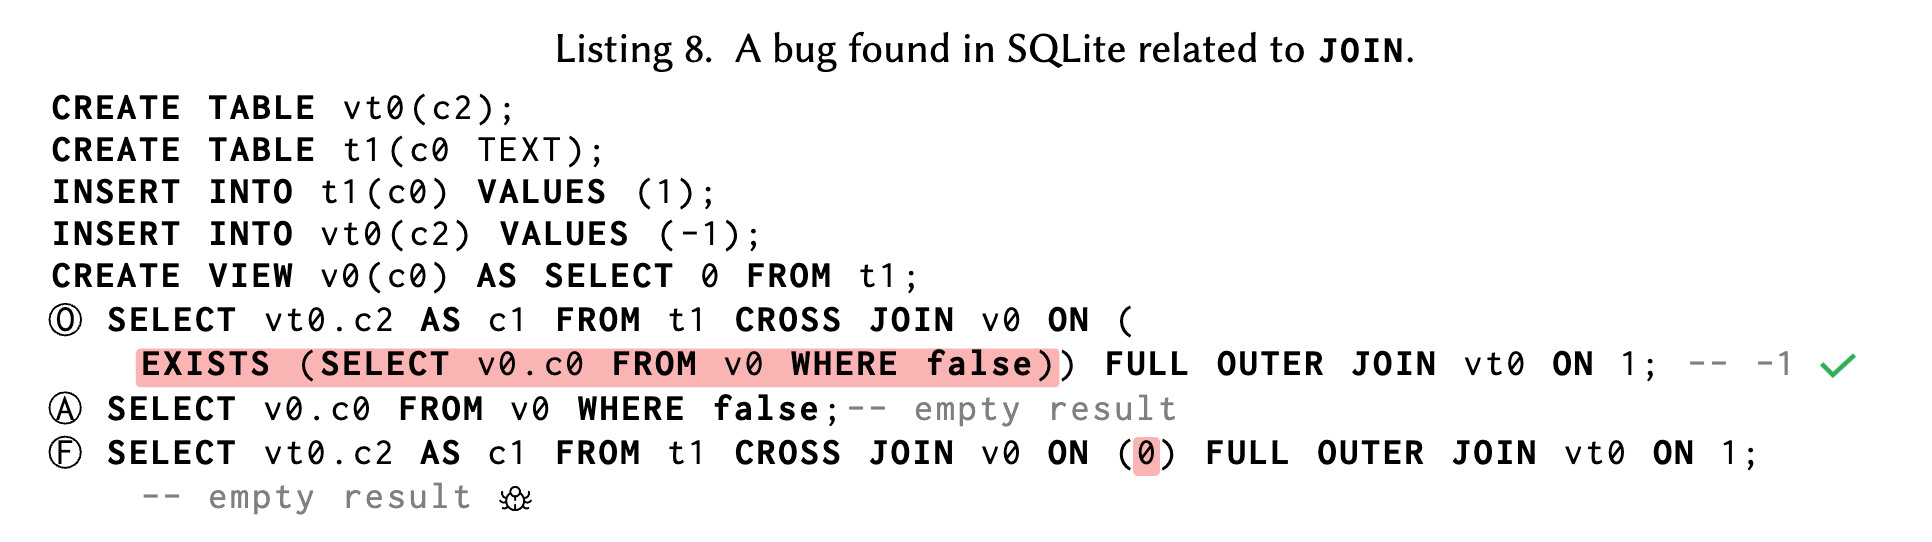 Listing 8. A bug found in SQLite related to JOIN.
CREATE TABLE vt0(c2);
CREATE TABLE t1(c0 TEXT);
INSERT INTO t1(c0) VALUES (1);
INSERT INTO vt0(c2) VALUES (-1);
CREATE VIEW v0(c0) AS SELECT 0 FROM t1;
Ⓞ SELECT vt0.c2 AS c1 FROM t1 CROSS JOIN v0 ON (
EXISTS (SELECT v0.c0 FROM v0 WHERE false)) FULL OUTER JOIN vt0 ON 1; -- -1 ✓
Ⓐ SELECT v0.c0 FROM v0 WHERE false;-- empty result
Ⓕ SELECT vt0.c2 AS c1 FROM t1 CROSS JOIN v0 ON (0) FULL OUTER JOIN vt0 ON 1;
-- empty result